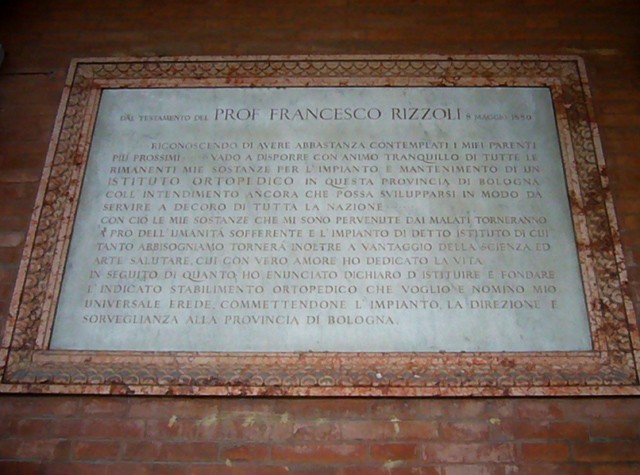 DAL TESTAMENTO DEL PROF FRANCESCO RIZZOLI 8 MAGGIO
RICONOSCENDO DI AVERE ABBASTANZA CONTEMPLATI I MIEI PARENTI
PIÙ PROSSIMI VADO A DISPORRE CON ANIMO TRANQUILLO DI TUTTE LE
RIMANENTI MIE SOSTANZE PER L'IMPIANTO E MANTENIMENTO DI UN
ISTITUTO ORTOPEDICO IN QUESTA PROVINCIA DI BOLOGNA
COLL INTENDIMENTO ANCORA CHE POSSA SVILUPPARSI IN MODO DA
SERVIRE A DECORO DI TUTTA LA NAZIONE
CON CIÒ LE MIE SOSTANZE CHE MI SONO PERVENUTE DAI MALATI TORNERANNO
A PRO DELL'UMANITÀ SOFFERENTE E L'IMPIANTO DI DETTO ISTITUTO DI CUI
TANTO ABBISOGNIAMO TORNERÀ INOLTRE A VANTAGGIO DELLA SCIENZA ED
ARTE SALUTARE, CUI CON VERO AMORE HO DEDICATO LA VITA
IN SEGUITO DI QUANTO HO ENUNCIATO DICHIARO D ISTITUIRE E FONDARE
L'INDICATO STABILIMENTO ORTOPEDICO CHE VOGLIO E NOMINO MIO
UNIVERSALE EREDE, COMMETTENDONE L'IMPIANTO, LA DIREZIONE E
SORVEGLIANZA ALLA PROVINCIA DI BOLOGNA.